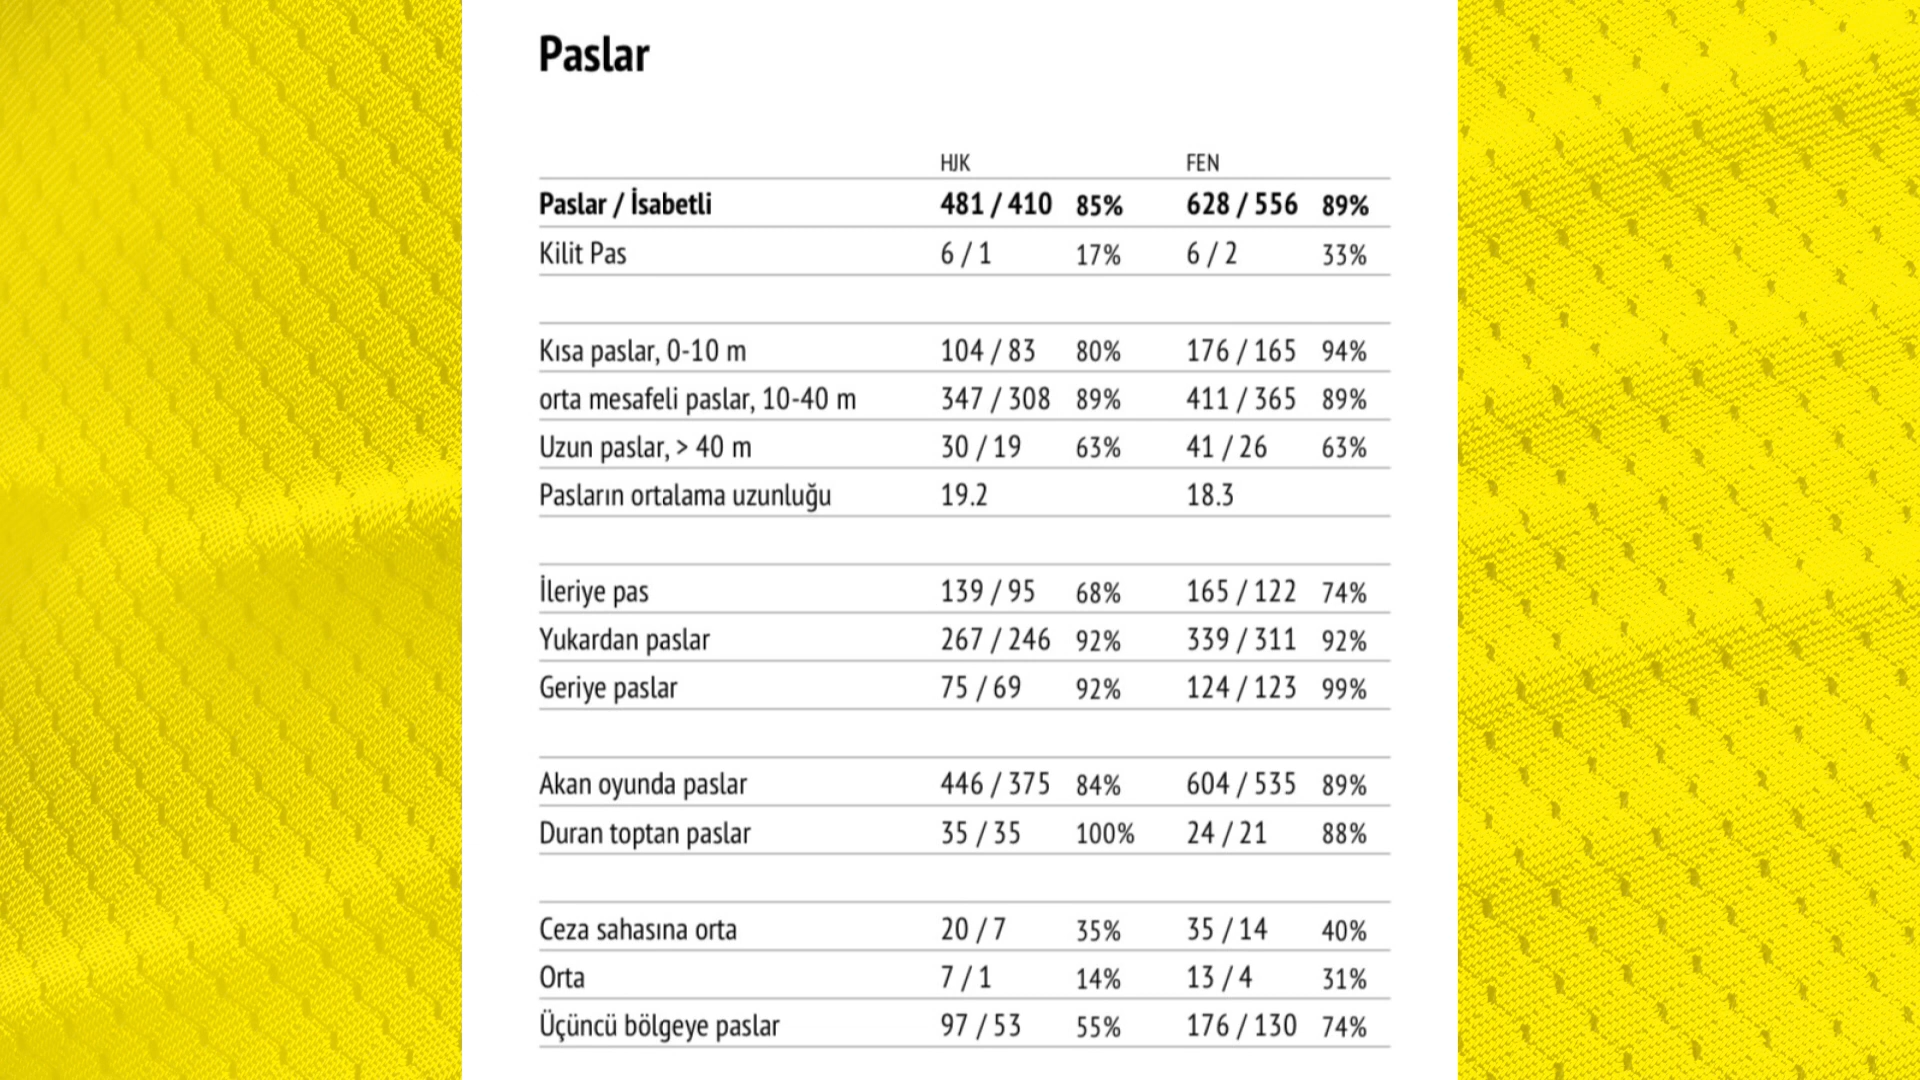 Paslar
HJK FEN
Paslar / İsabetli 481 / 410 85% 628 / 556 89%
Kilit Pas 6 / 1 17% 6 / 2 33%
Kısa paslar, 0-10 m 104 / 83 80% 176 / 165 94%
orta mesafeli paslar, 10-40 m 347 / 308 89% 411 / 365 89%
Uzun paslar, > 40 m 30 / 19 63% 41 / 26 63%
Pasların ortalama uzunluğu 19.2 18.3
İleriye pas 139 / 95 68% 165 / 122 74%
Yukardan paslar 267 / 246 92% 339 / 311 92%
Geriye paslar 75 / 69 92% 124 / 123 99%
Akan oyunda paslar 446 / 375 84% 604 / 535 89%
Duran toptan paslar 35 / 35 100% 24 / 21 88%
Ceza sahasına orta 20 / 7 35% 35 / 14 40%
Orta 7 / 1 14% 13 / 4 31%
Üçüncü bölgeye paslar 97 / 53 55% 176 / 130 74%